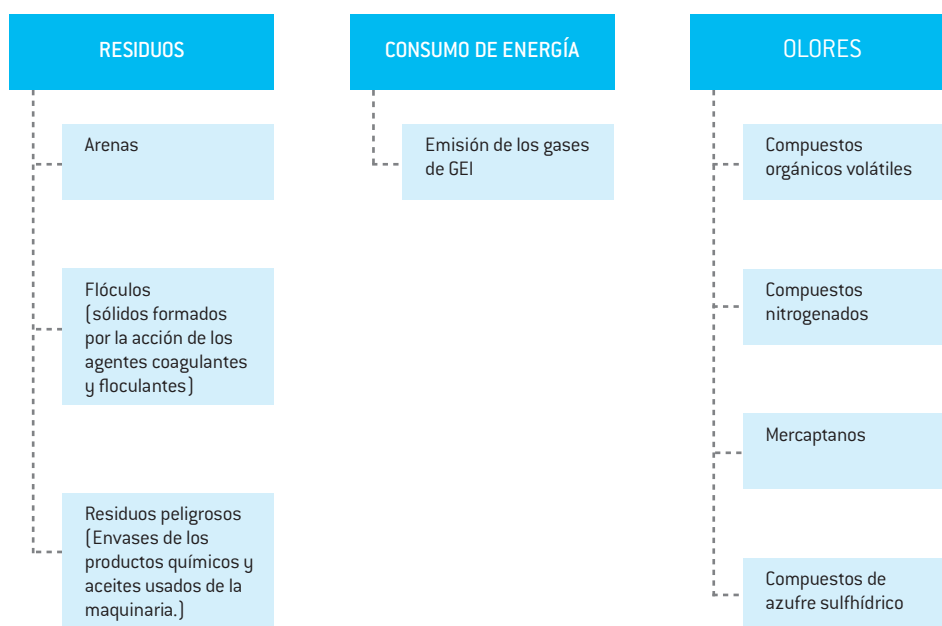 RESIDUOS
Arenas
Flóculos
(sólidos formados
por la acción de los
agentes coagulantes
y floculantes)
Residuos peligrosos
(Envases de los
productos químicos y
aceites usados de la
maquinaria.)
CONSUMO DE ENERGÍA
Emisión de los gases
de GEI
OLORES
Compuestos
orgánicos volátiles
Compuestos
nitrogenados
Mercaptanos
Compuestos de
azufre sulfhídrico